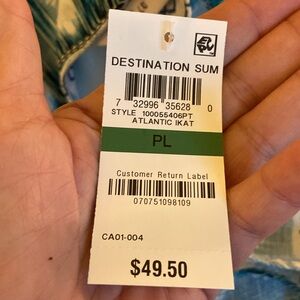 DESTINATION SUM
7 32996 35628 0
STYLE 100055406PT
ATLANTIC IKAT
PL
Customer Return Label
070751098109
CA01-004
$49.50